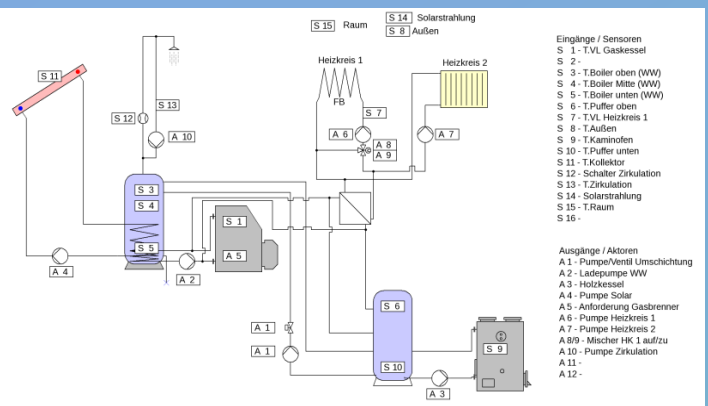 S 15 Raum
S 14 Solarstrahlung
S 8 Außen
Heizkreis 1
Heizkreis 2
S 11
FB
S 13
S 12
S 7
A 10
A 6
A 7
A 8
A 9
S 3
S 4
S 5
S 1
A 5
A 4
A 2
S 6
A 1
A 1
S 9
S 10
A 3
Eingänge / Sensoren
S 1 - T.VL Gaskessel
S 2 -
S 3 - T.Boiler oben (WW)
S 4 - T.Boiler Mitte (WW)
S 5 - T.Boiler unten (WW)
S 6 - T.Puffer oben
S 7 - T.VL Heizkreis 1
S 8 - T.Außen
S 9 - T.Kaminofen
S 10 - T.Puffer unten
S 11 - T.Kollektor
S 12 - Schalter Zirkulation
S 13 - T.Zirkulation
S 14 - Solarstrahlung
S 15 - T.Raum
S 16 -
Ausgänge / Aktoren
A 1 - Pumpe/Ventil Umschichtung
A 2 - Ladepumpe WW
A 3 - Holzkessel
A 4 - Pumpe Solar
A 5 - Anforderung Gasbrenner
A 6 - Pumpe Heizkreis 1
A 7 - Pumpe Heizkreis 2
A 8/9 - Mischer HK 1 auf/zu
A 10 - Pumpe Zirkulation
A 11 -
A 12 -